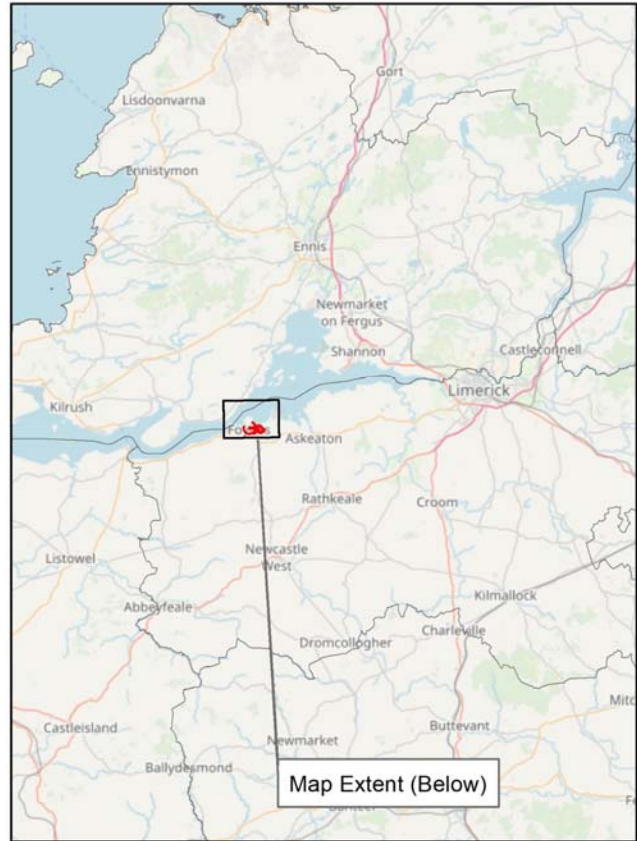 Gort
Lisdoonvarna
Ennistymon
Ennis
Newmarket
on Fergus
Shannon
Castleconnell
Limerick
Kilrush
Askeaton
Rathkeale
Croom
Listowel
Newcastle
West
Kilmallock
Abbeyfeale
Dromcollogher
Charleville
Castleisland
Newmarket
Buttevant
Ballydesmond
Map Extent (Below)